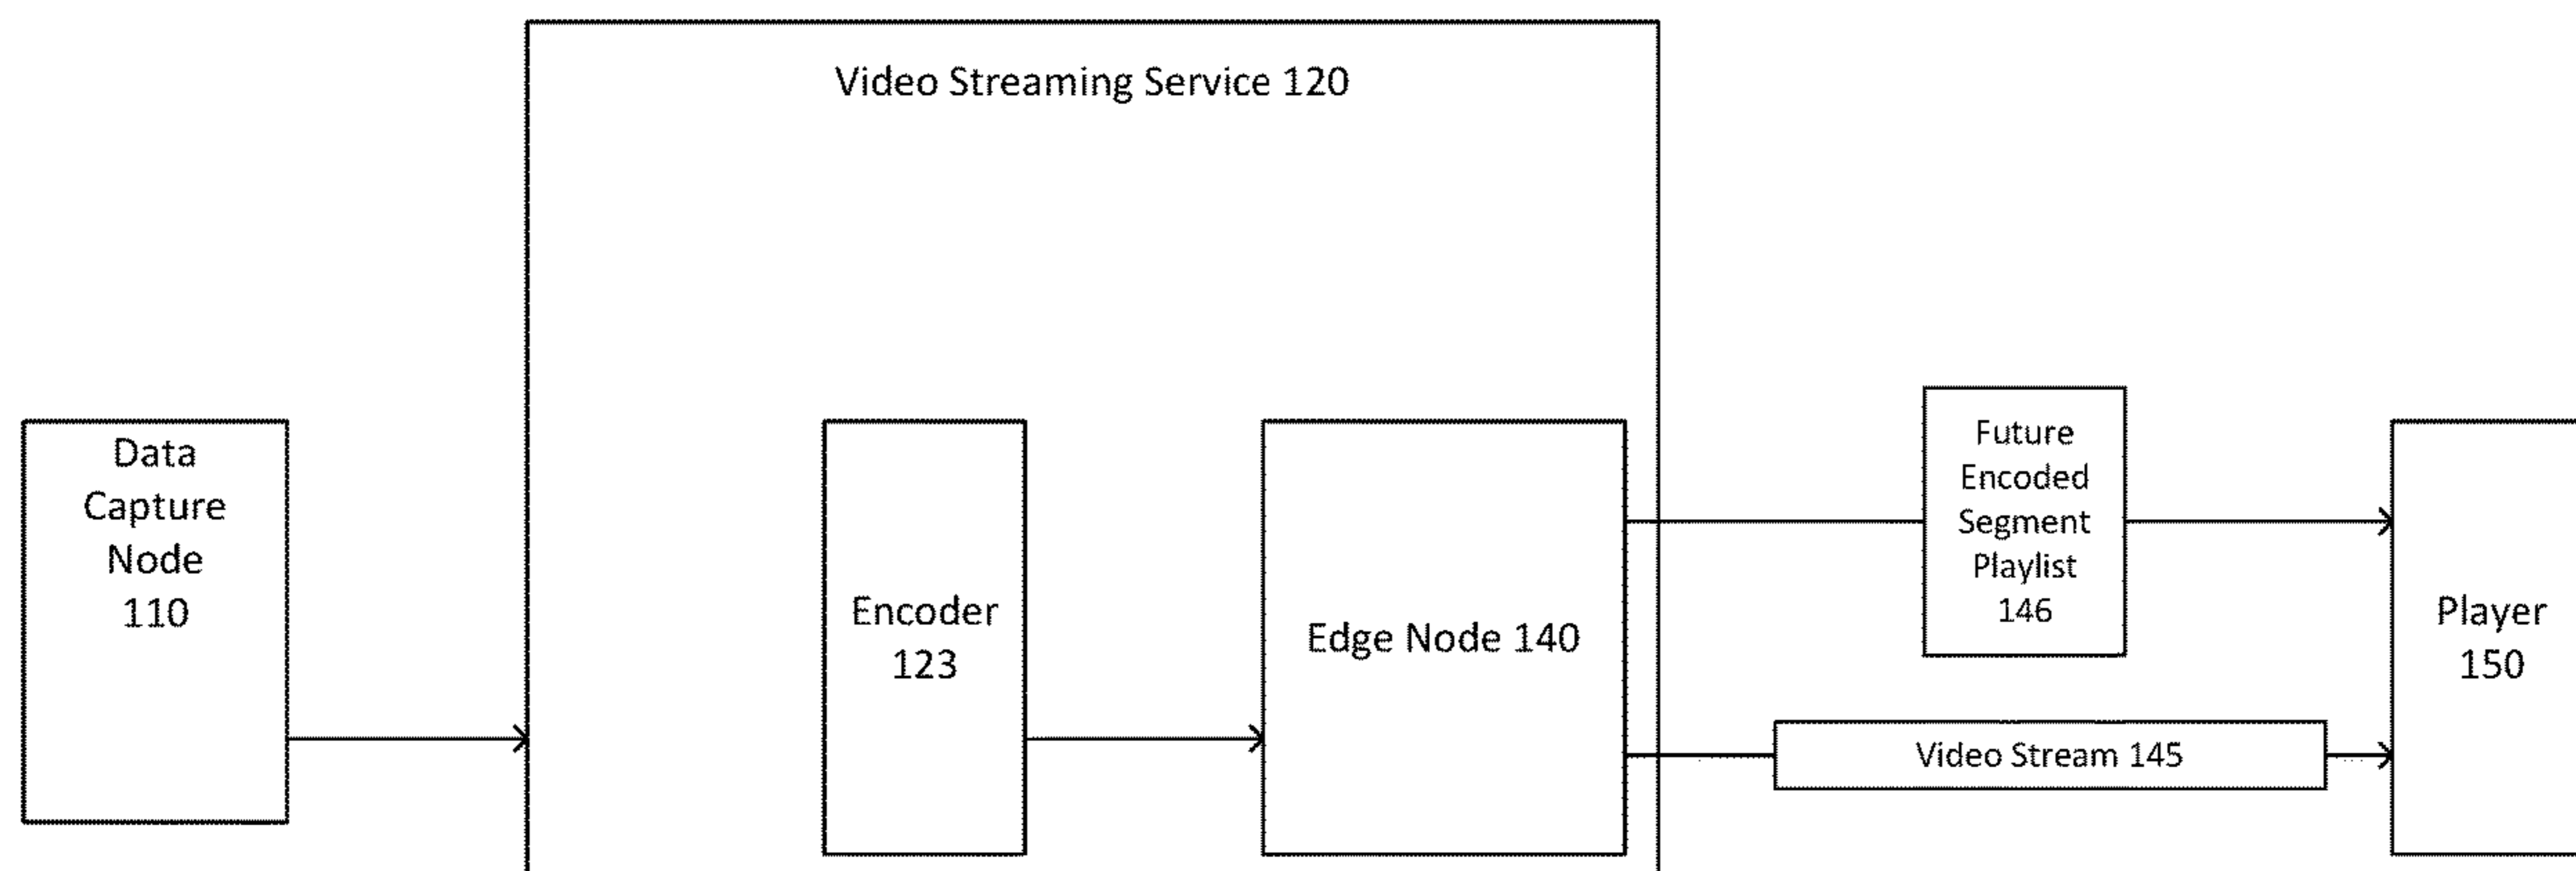 Video Streaming Service 120
Data
Capture
Node
110
Encoder
123
Edge Node 140
Future
Encoded
Segment
Playlist
146
Video Stream 145
Player
150